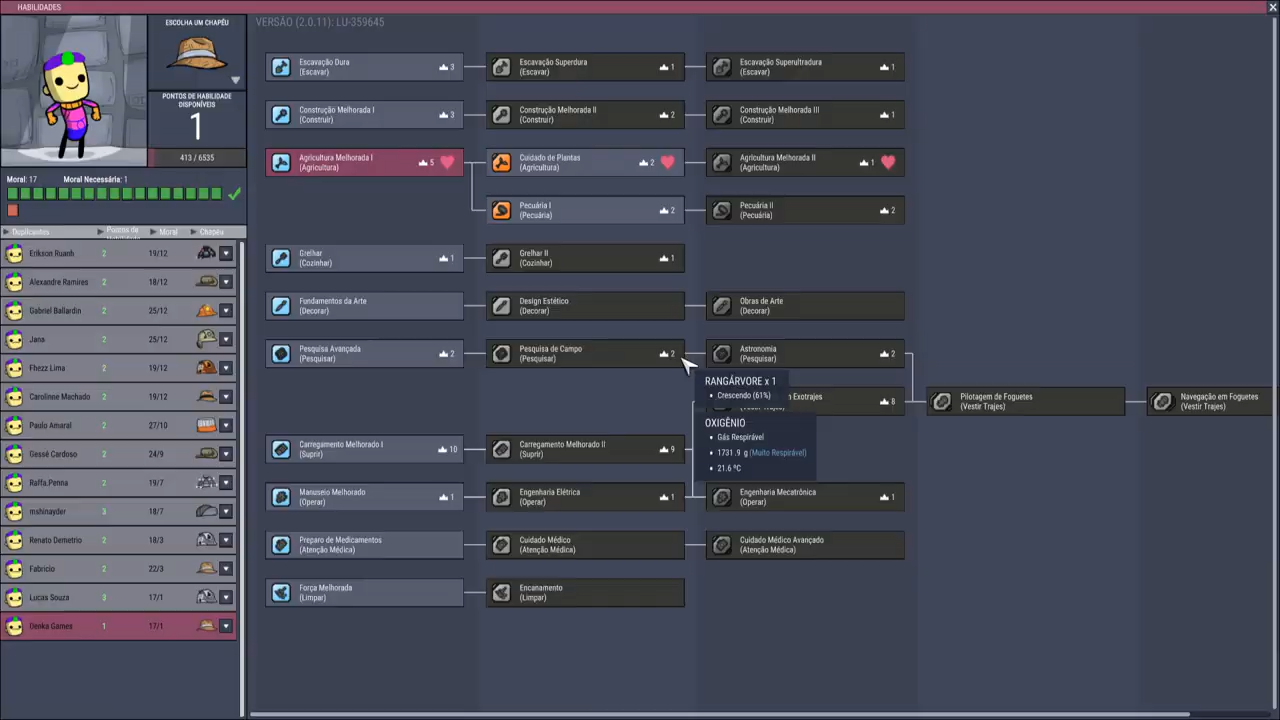 HABILIDADES
ESCOLHA UM CHAPÉU
PONTOS DE HABILIDADE
DISPONÍVEIS
1
413 / 6535
Moral: 17 Moral Necessária: 1
Duplicantes Pontos de Habilidade Moral Chapéu
Erikson Ruanh 2 19/12
Alexandre Ramires 2 18/12
Gabriel Ballardin 2 25/12
Jana 2 25/12
Fhezz Lima 2 19/12
Carolinne Machado 2 19/12
Paulo Amaral 2 27/10
Gessé Cardoso 2 24/9
Raffa.Penna 2 19/7
mshinayder 3 18/7
Renato Demetrio 2 18/3
Fabricio 2 22/3
Lucas Souza 3 17/1
Denka Games 1 17/1
VERSÃO (2.0.11): LU-359645
Escavação Dura
(Escavar)
3
Escavação Superdura
(Escavar)
1
Escavação Superultradura
(Escavar)
1
Construção Melhorada I
(Construir)
3
Construção Melhorada II
(Construir)
2
Construção Melhorada III
(Construir)
1
Agricultura Melhorada I
(Agricultura)
5
Cuidado de Plantas
(Agricultura)
2
Agricultura Melhorada II
(Agricultura)
1
Pecuária I
(Pecuária)
2
Pecuária II
(Pecuária)
2
Grelhar
(Cozinhar)
1
Grelhar II
(Cozinhar)
1
Fundamentos da Arte
(Decorar)
Design Estético
(Decorar)
Obras de Arte
(Decorar)
Pesquisa Avançada
(Pesquisar)
2
Pesquisa de Campo
(Pesquisar)
2
Astronomia
(Pesquisar)
2
RANGÁRVORE x 1
Crescendo (61%)
OXIGÊNIO
Gás Respirável
1731.9 g (Muito Respirável)
21.6 ºC
Exotrajes
(Vestir Trajes)
8
Pilotagem de Foguetes
(Vestir Trajes)
Navegação em Foguetes
(Vestir Trajes)
Carregamento Melhorado I
(Suprir)
10
Carregamento Melhorado II
(Suprir)
9
Manuseio Melhorado
(Operar)
1
Engenharia Elétrica
(Operar)
1
Engenharia Mecatrônica
(Operar)
1
Preparo de Medicamentos
(Atenção Médica)
Cuidado Médico
(Atenção Médica)
Cuidado Médico Avançado
(Atenção Médica)
Força Melhorada
(Limpar)
Encanamento
(Limpar)